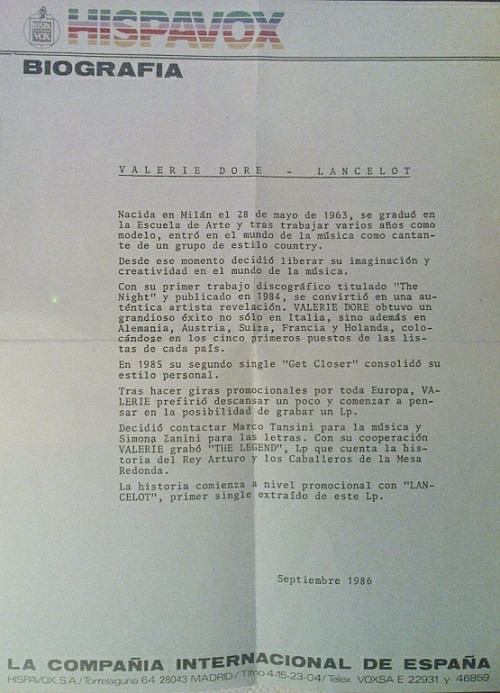 HISPA
VOX
HISPAVOX
BIOGRAFIA
VALERIE DORE - LANCELOT
Nacida en Milán el 28 de mayo de 1963, se graduó en
la Escuela de Arte y tras trabajar varios años como
modelo, entró en el mundo de la música como cantan-
te de un grupo de estilo country.
Desde ese momento decidió liberar su imaginación y
creatividad en el mundo de la música.
Con su primer trabajo discográfico titulado "The
Night" y publicado en 1984, se convirtió en una au-
téntica artista revelación. VALERIE DORE obtuvo un
grandioso éxito no sólo en Italia, sino además en
Alemania, Austria, Suiza, Francia y Holanda, colo-
cándose en los cinco primeros puestos de las lis-
tas de cada país.
En 1985 su segundo single "Get Closer" consolidó su
estilo personal.
Tras hacer giras promocionales por toda Europa, VA-
LERIE prefirió descansar un poco y comenzar a pen-
sar en la posibilidad de grabar un Lp.
Decidió contactar Marco Tansini para la música y
Simona Zanini para las letras. Con su cooperación
VALERIE grabó "THE LEGEND", Lp que cuenta la his-
toria del Rey Arturo y los Caballeros de la Mesa
Redonda.
La historia comienza a nivel promocional con "LAN-
CELOT", primer single extraído de este Lp.
Septiembre 1986
LA COMPAÑIA INTERNACIONAL DE ESPAÑA
HISPAVOX, S.A./Torrelaguna 64 28043 MADRID/Tfno 4-15-23-04/Telex VOXSA E 22931 y 46859